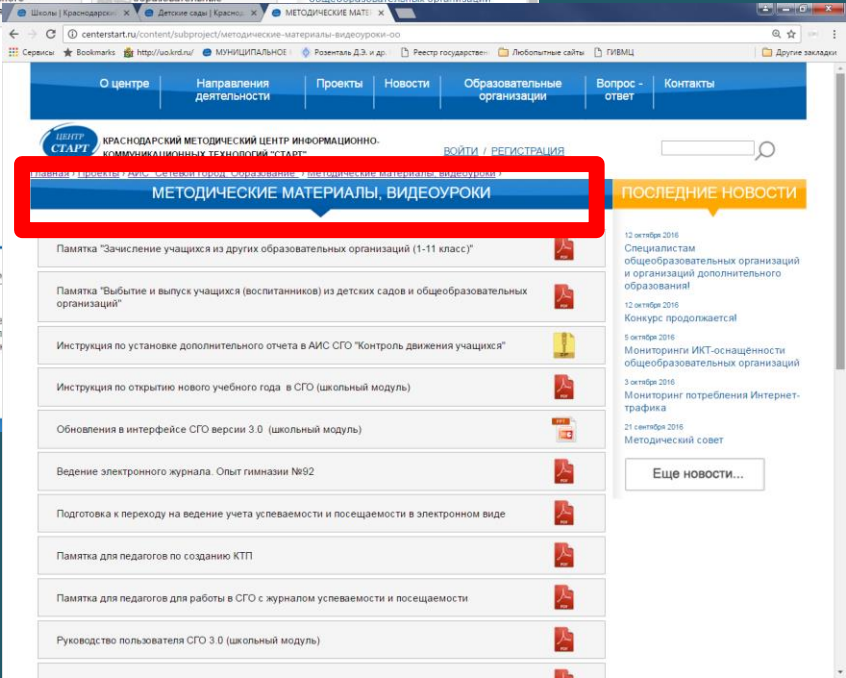 Школы | Краснодарск
Детские сады | Красно
МЕТОДИЧЕСКИЕ МАТЕ
centerstart.ru/content/subproject/методические-материалы-видеоуроки-оо
Сервисы
Bookmarks
http://uo.krd.ru/
МУНИЦИПАЛЬНОЕ
Розенталь Д.Э. и др.
Реестр государстве
Любопытные сайты
ГИВМЦ
Другие закладки
О центре
Направления
деятельности
Проекты
Новости
Образовательные
организации
Вопрос -
ответ
Контакты
ЦЕНТР
СТАРТ
КРАСНОДАРСКИЙ МЕТОДИЧЕСКИЙ ЦЕНТР ИНФОРМАЦИОННО-
КОММУНИКАЦИОННЫХ ТЕХНОЛОГИЙ "СТАРТ"
ВОЙТИ / РЕГИСТРАЦИЯ
Главная / Проекты / АИС "Сетевой город. Образование" / Методические материалы, видеоуроки /
МЕТОДИЧЕСКИЕ МАТЕРИАЛЫ, ВИДЕОУРОКИ
Памятка "Зачисление учащихся из других образовательных организаций (1-11 класс)"
Памятка "Выбытие и выпуск учащихся (воспитанников) из детских садов и общеобразовательных
организаций"
Инструкция по установке дополнительного отчета в АИС СГО "Контроль движения учащихся"
Инструкция по открытию нового учебного года в СГО (школьный модуль)
Обновления в интерфейсе СГО версии 3.0 (школьный модуль)
Ведение электронного журнала. Опыт гимназии №92
Подготовка к переходу на ведение учета успеваемости и посещаемости в электронном виде
Памятка для педагогов по созданию КТП
Памятка для педагогов для работы в СГО с журналом успеваемости и посещаемости
Руководство пользователя СГО 3.0 (школьный модуль)
ПОСЛЕДНИЕ НОВОСТИ
12 октября 2016
Специалистам
общеобразовательных организаций
и организаций дополнительного
образования!
12 октября 2016
Конкурс продолжается!
5 октября 2016
Мониторинги ИКТ-оснащённости
общеобразовательных организаций
3 октября 2016
Мониторинг потребления Интернет-
трафика
21 сентября 2016
Методический совет
Еще новости...